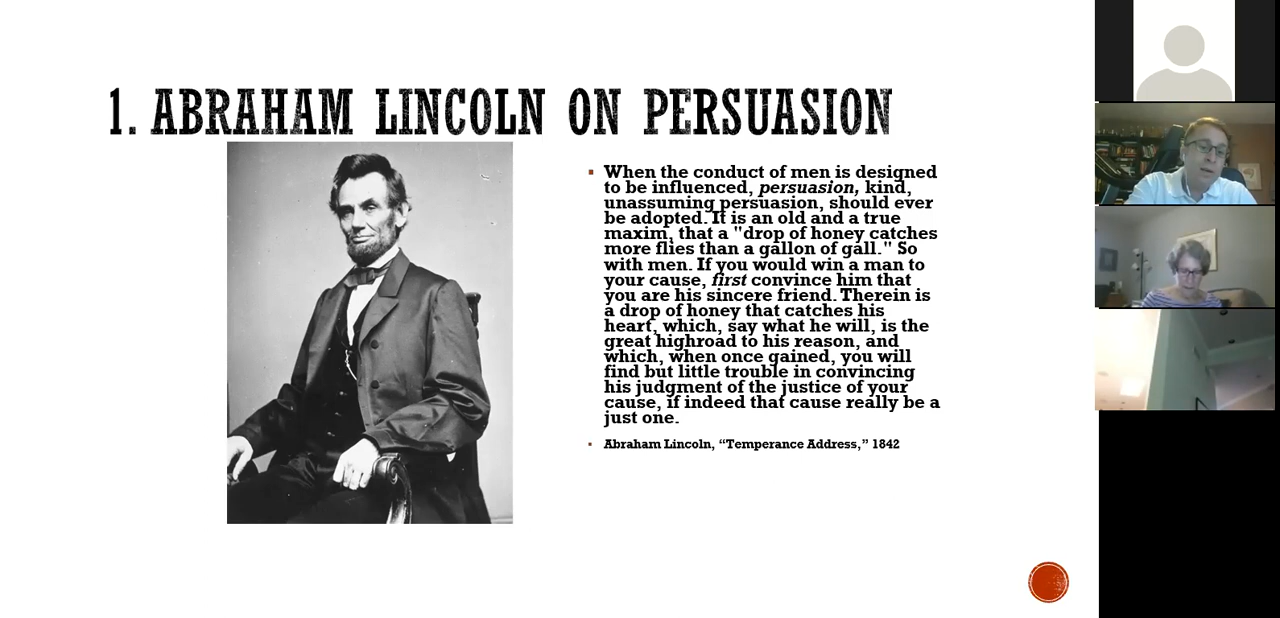 1. ABRAHAM LINCOLN ON PERSUASION
When the conduct of men is designed
to be influenced, persuasion, kind,
unassuming persuasion, should ever
be adopted. It is an old and a true
maxim, that a "drop of honey catches
more flies than a gallon of gall." So
with men. If you would win a man to
your cause, first convince him that
you are his sincere friend. Therein is
a drop of honey that catches his
heart, which, say what he will, is the
great highroad to his reason, and
which, when once gained, you will
find but little trouble in convincing
his judgment of the justice of your
cause, if indeed that cause really be a
just one.
Abraham Lincoln, “Temperance Address,” 1842